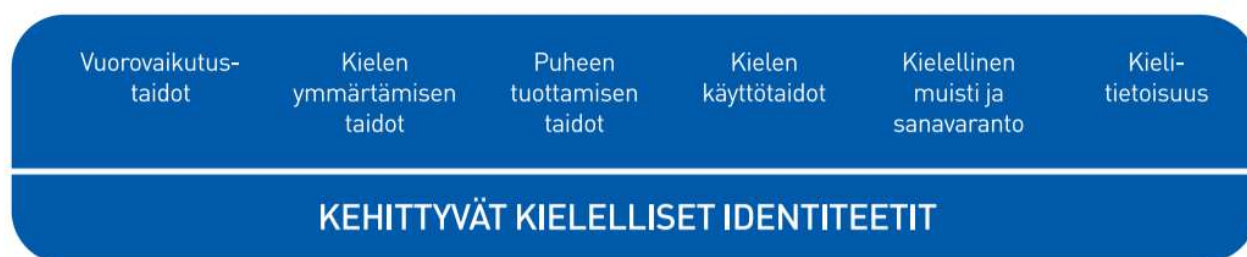 Vuorovaikutus-
taidot
Kielen
ymmärtämisen
taidot
Puheen
tuottamisen
taidot
Kielen
käyttötaidot
Kielellinen
muisti ja
sanavaranto
Kieli-
tietoisuus
KEHITTYVÄT KIELELLISET IDENTITEETIT